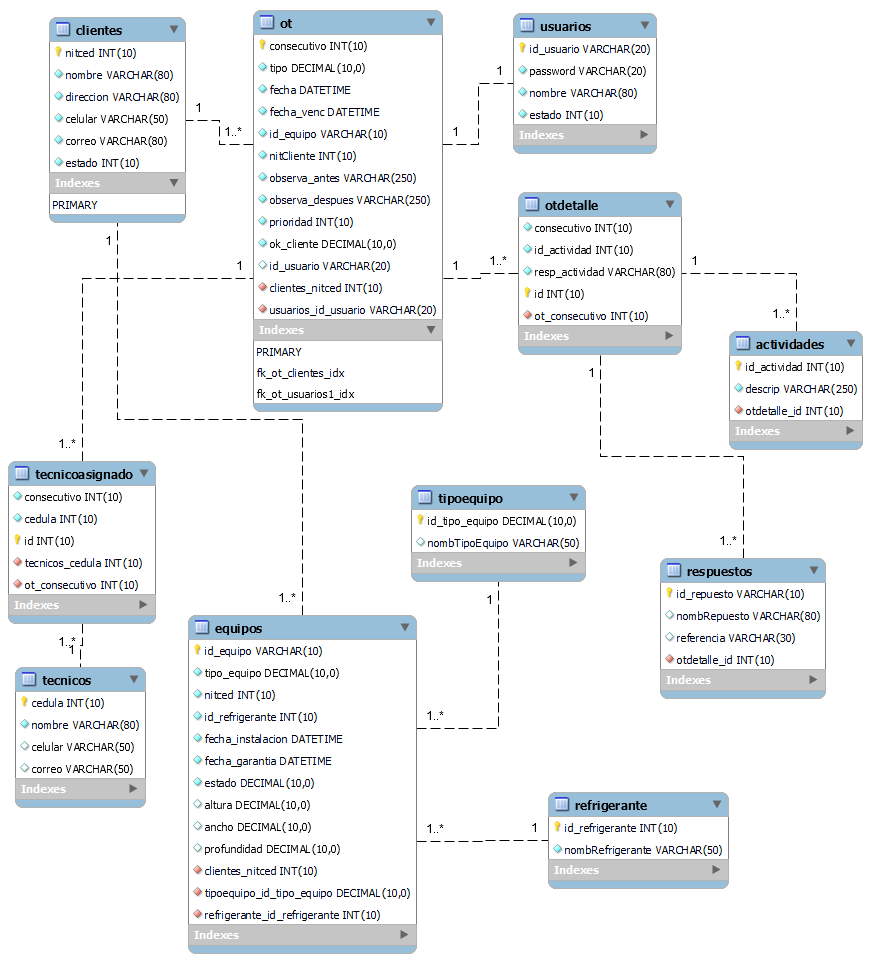 clientes
nitced INT(10)
nombre VARCHAR(80)
direccion VARCHAR(80)
celular VARCHAR(50)
correo VARCHAR(80)
estado INT(10)
Indexes
PRIMARY
ot
consecutivo INT(10)
tipo DECIMAL(10,0)
fecha DATETIME
fecha_venc DATETIME
id_equipo VARCHAR(10)
nitCliente INT(10)
observa_antes VARCHAR(250)
observa_despues VARCHAR(250)
prioridad INT(10)
ok_cliente DECIMAL(10,0)
id_usuario VARCHAR(20)
clientes_nitced INT(10)
usuarios_id_usuario VARCHAR(20)
Indexes
PRIMARY
fk_ot_clientes_idx
fk_ot_usuarios1_idx
usuarios
id_usuario VARCHAR(20)
password VARCHAR(20)
nombre VARCHAR(80)
estado INT(10)
Indexes
1
1..*
1
1
otdetalle
consecutivo INT(10)
id_actividad INT(10)
resp_actividad VARCHAR(80)
id INT(10)
ot_consecutivo INT(10)
Indexes
1
1..*
1
1..*
actividades
id_actividad INT(10)
descrip VARCHAR(250)
otdetalle_id INT(10)
Indexes
1
1
1..*
tecnicoasignado
consecutivo INT(10)
cedula INT(10)
id INT(10)
tecnicos_cedula INT(10)
ot_consecutivo INT(10)
Indexes
1..*
1
tecnicos
cedula INT(10)
nombre VARCHAR(80)
celular VARCHAR(50)
correo VARCHAR(50)
Indexes
tipoequipo
id_tipo_equipo DECIMAL(10,0)
nombTipoEquipo VARCHAR(50)
Indexes
1
1..*
1
1..*
respuestos
id_repuesto VARCHAR(10)
nombRepuesto VARCHAR(80)
referencia VARCHAR(30)
otdetalle_id INT(10)
Indexes
1..*
equipos
id_equipo VARCHAR(10)
tipo_equipo DECIMAL(10,0)
nitced INT(10)
id_refrigerante INT(10)
fecha_instalacion DATETIME
fecha_garantia DATETIME
estado DECIMAL(10,0)
altura DECIMAL(10,0)
ancho DECIMAL(10,0)
profundidad DECIMAL(10,0)
clientes_nitced INT(10)
tipoequipo_id_tipo_equipo DECIMAL(10,0)
refrigerante_id_refrigerante INT(10)
Indexes
1..*
1
refrigerante
id_refrigerante INT(10)
nombRefrigerante VARCHAR(50)
Indexes